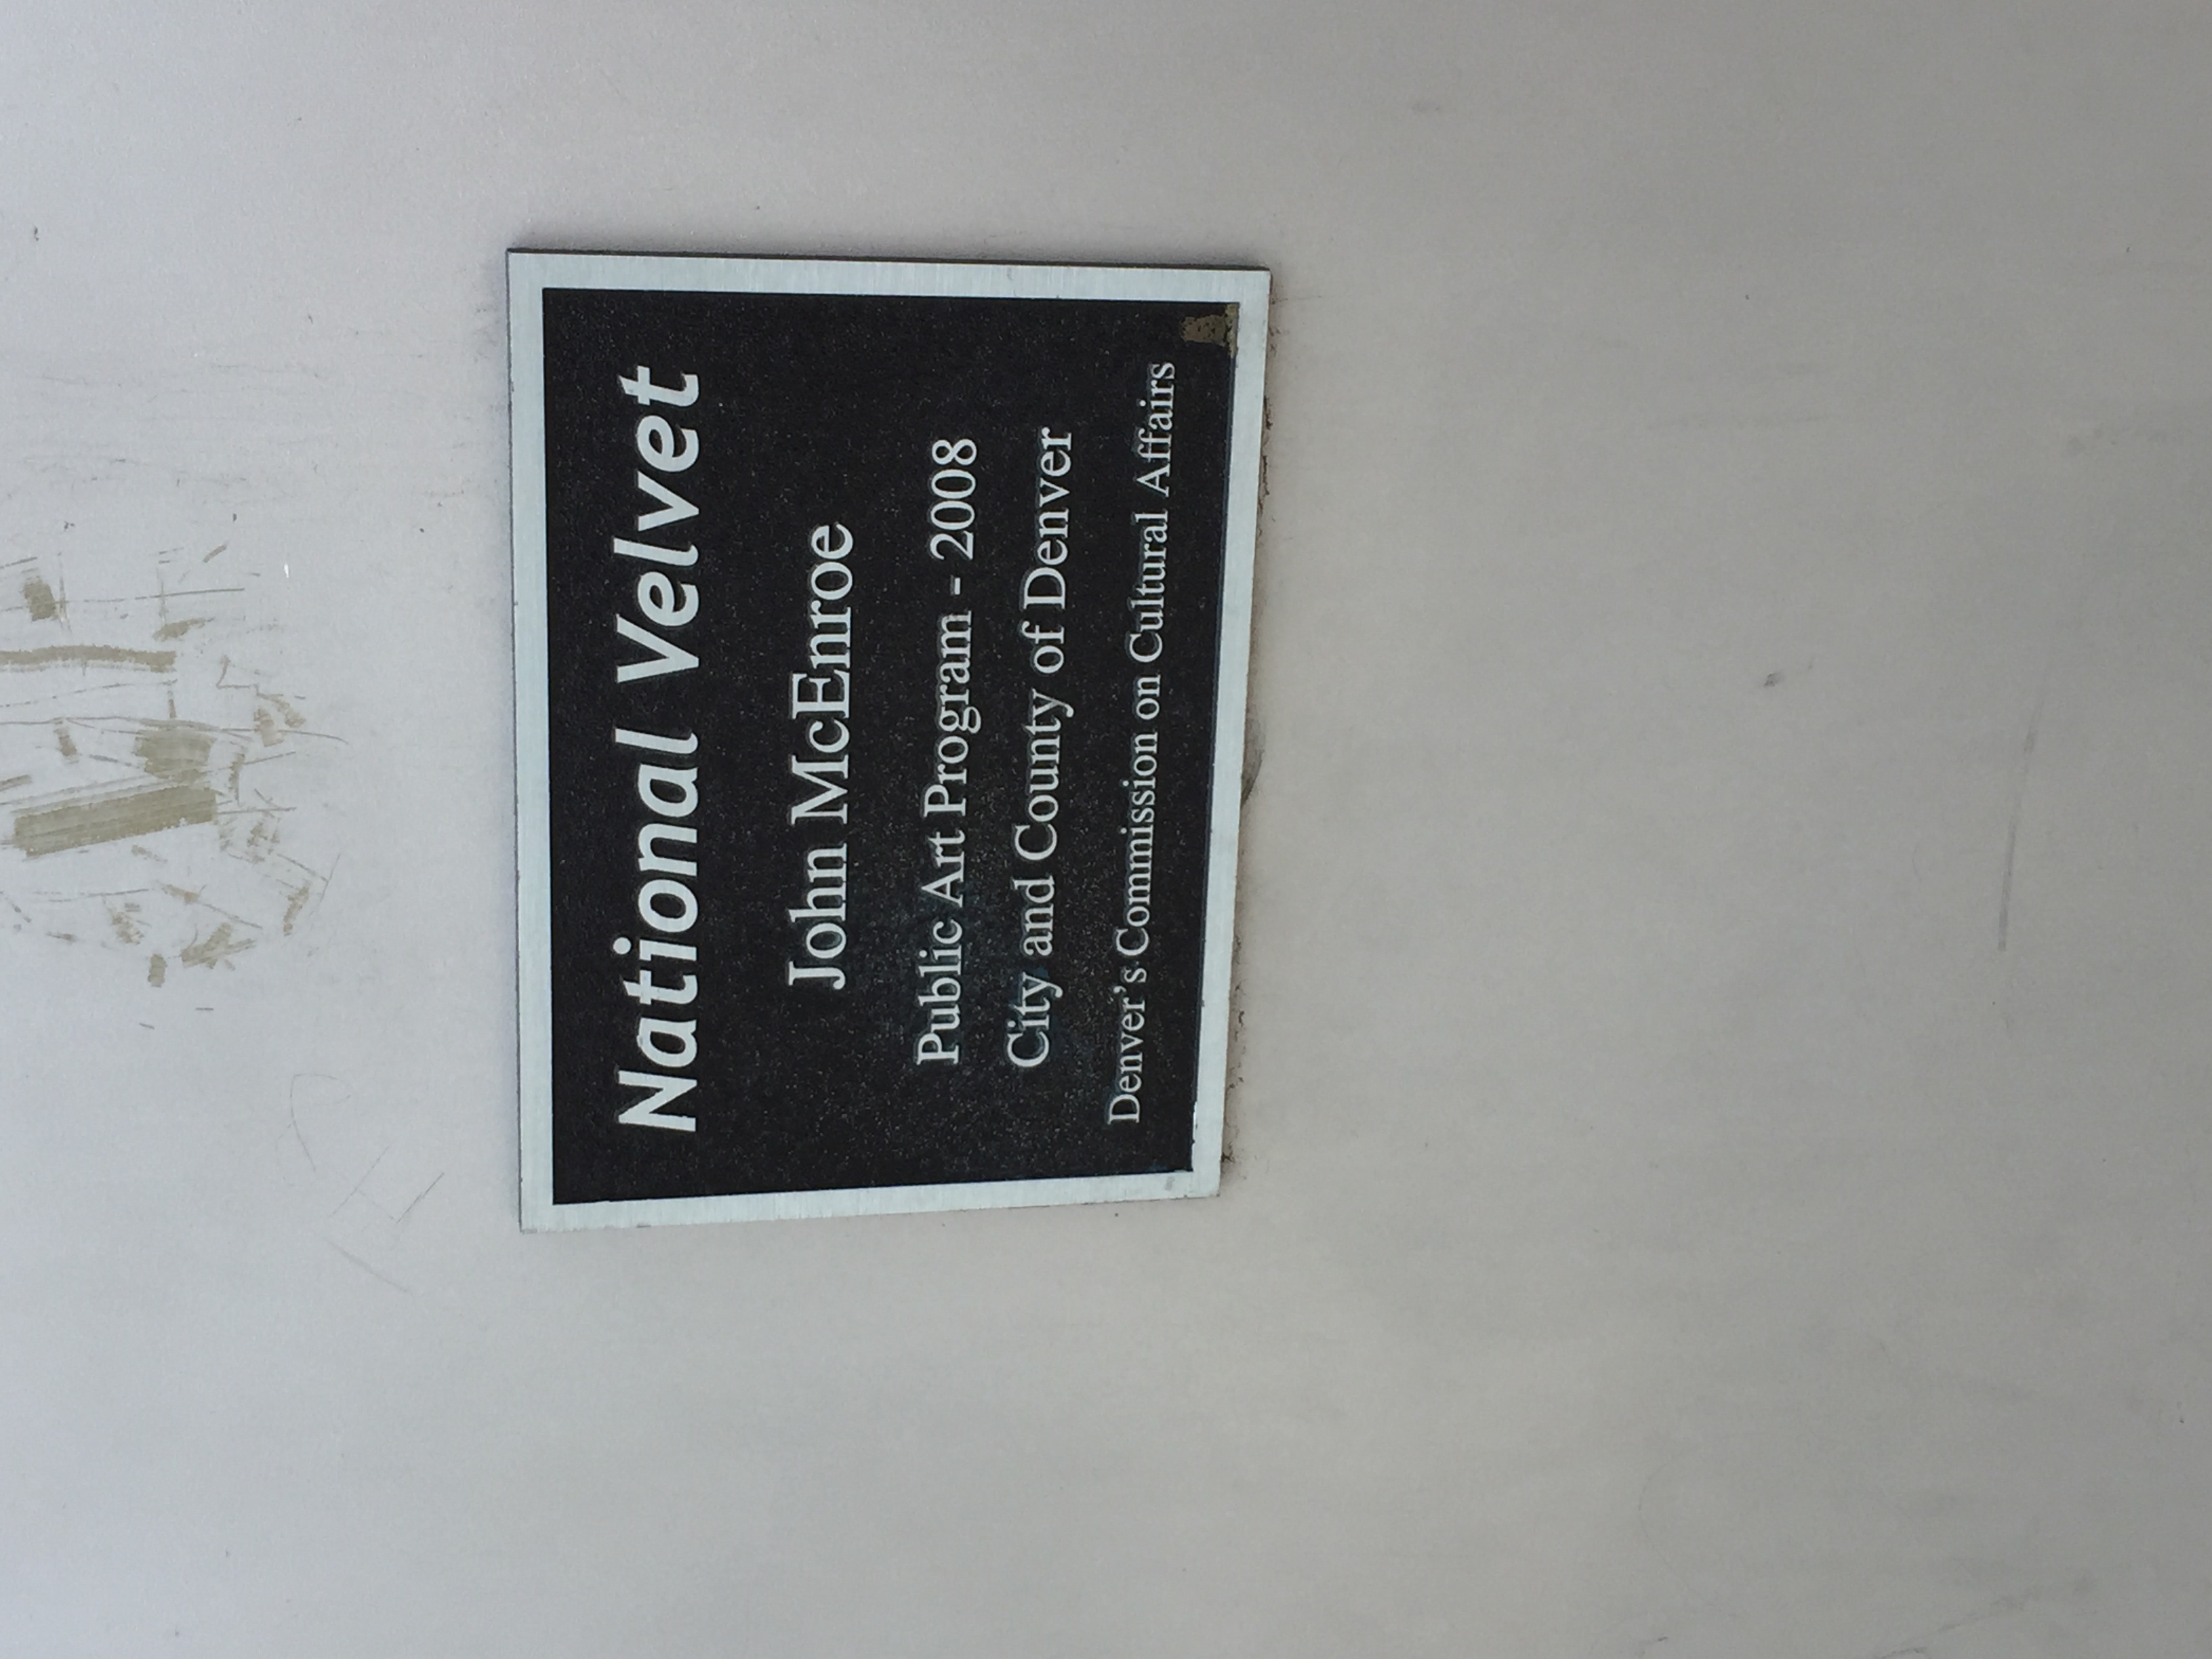 National Velvet
John McEnroe
Public Art Program - 2008
City and County of Denver
Denver's Commission on Cultural Affairs